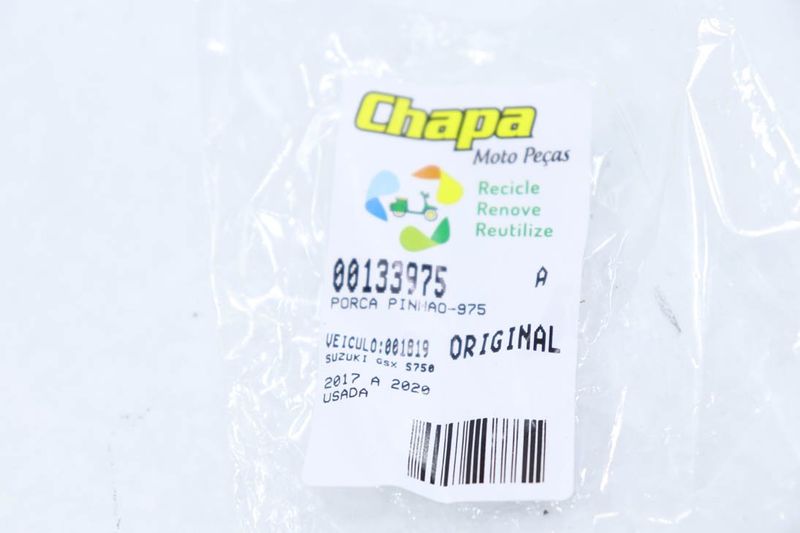 Chapa
Moto Peças
Recicle
Renove
Reutilize
00133975 A
PORCA PINHAO-975
VEICULO:001819 ORIGINAL
SUZUKI GSX S750
2017 A 2020
USADA